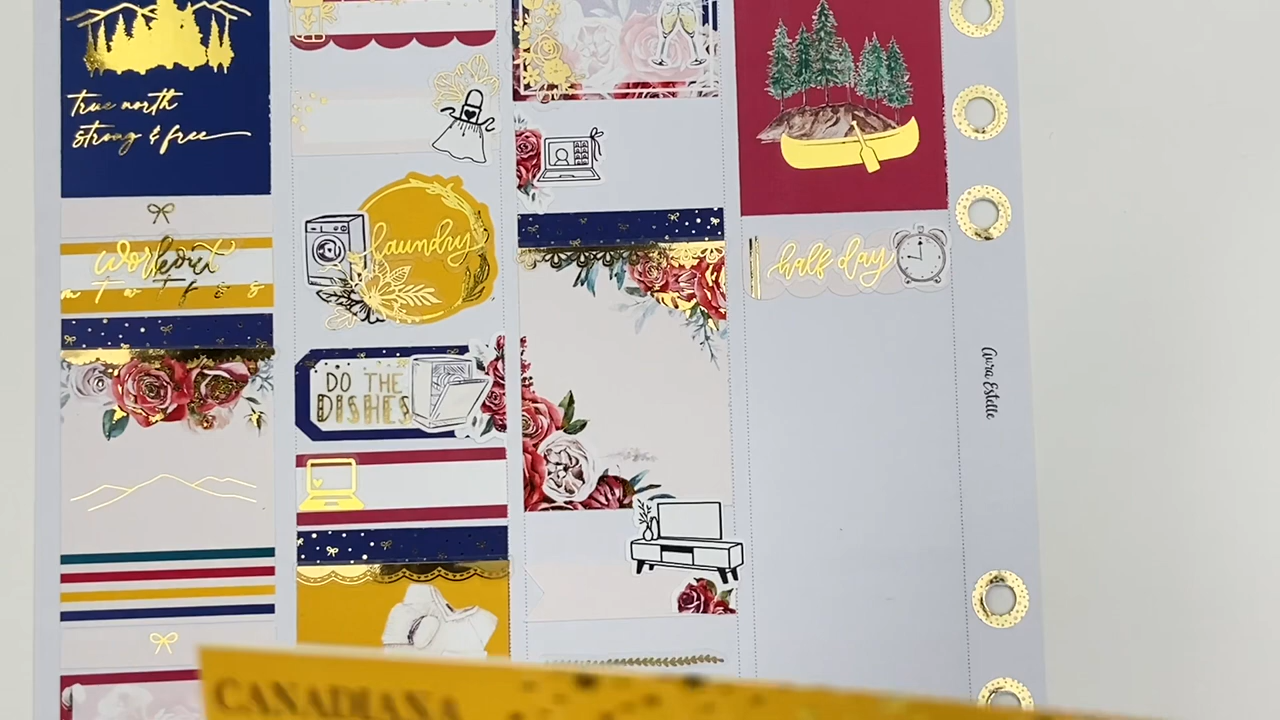 true north
strong & free
workout
m T w T f s s
laundry
DO THE
DISHES
half day
Aura Estelle
CANADIANA